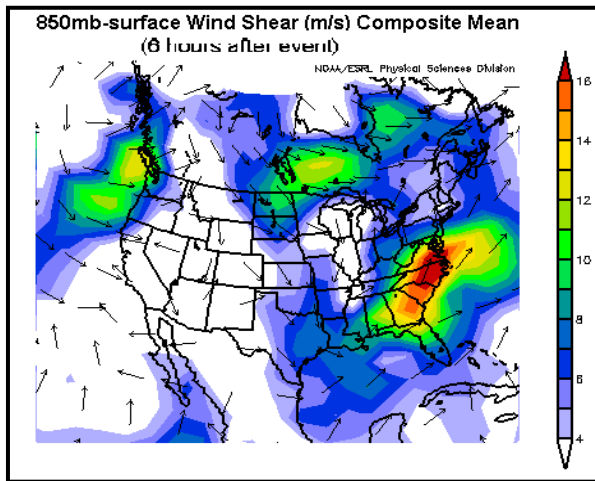 850mb-surface Wind Shear (m/s) Composite Mean
(6 hours after event)
NOAA/ESRL Physical Sciences Division
16
14
12
10
8
6
4